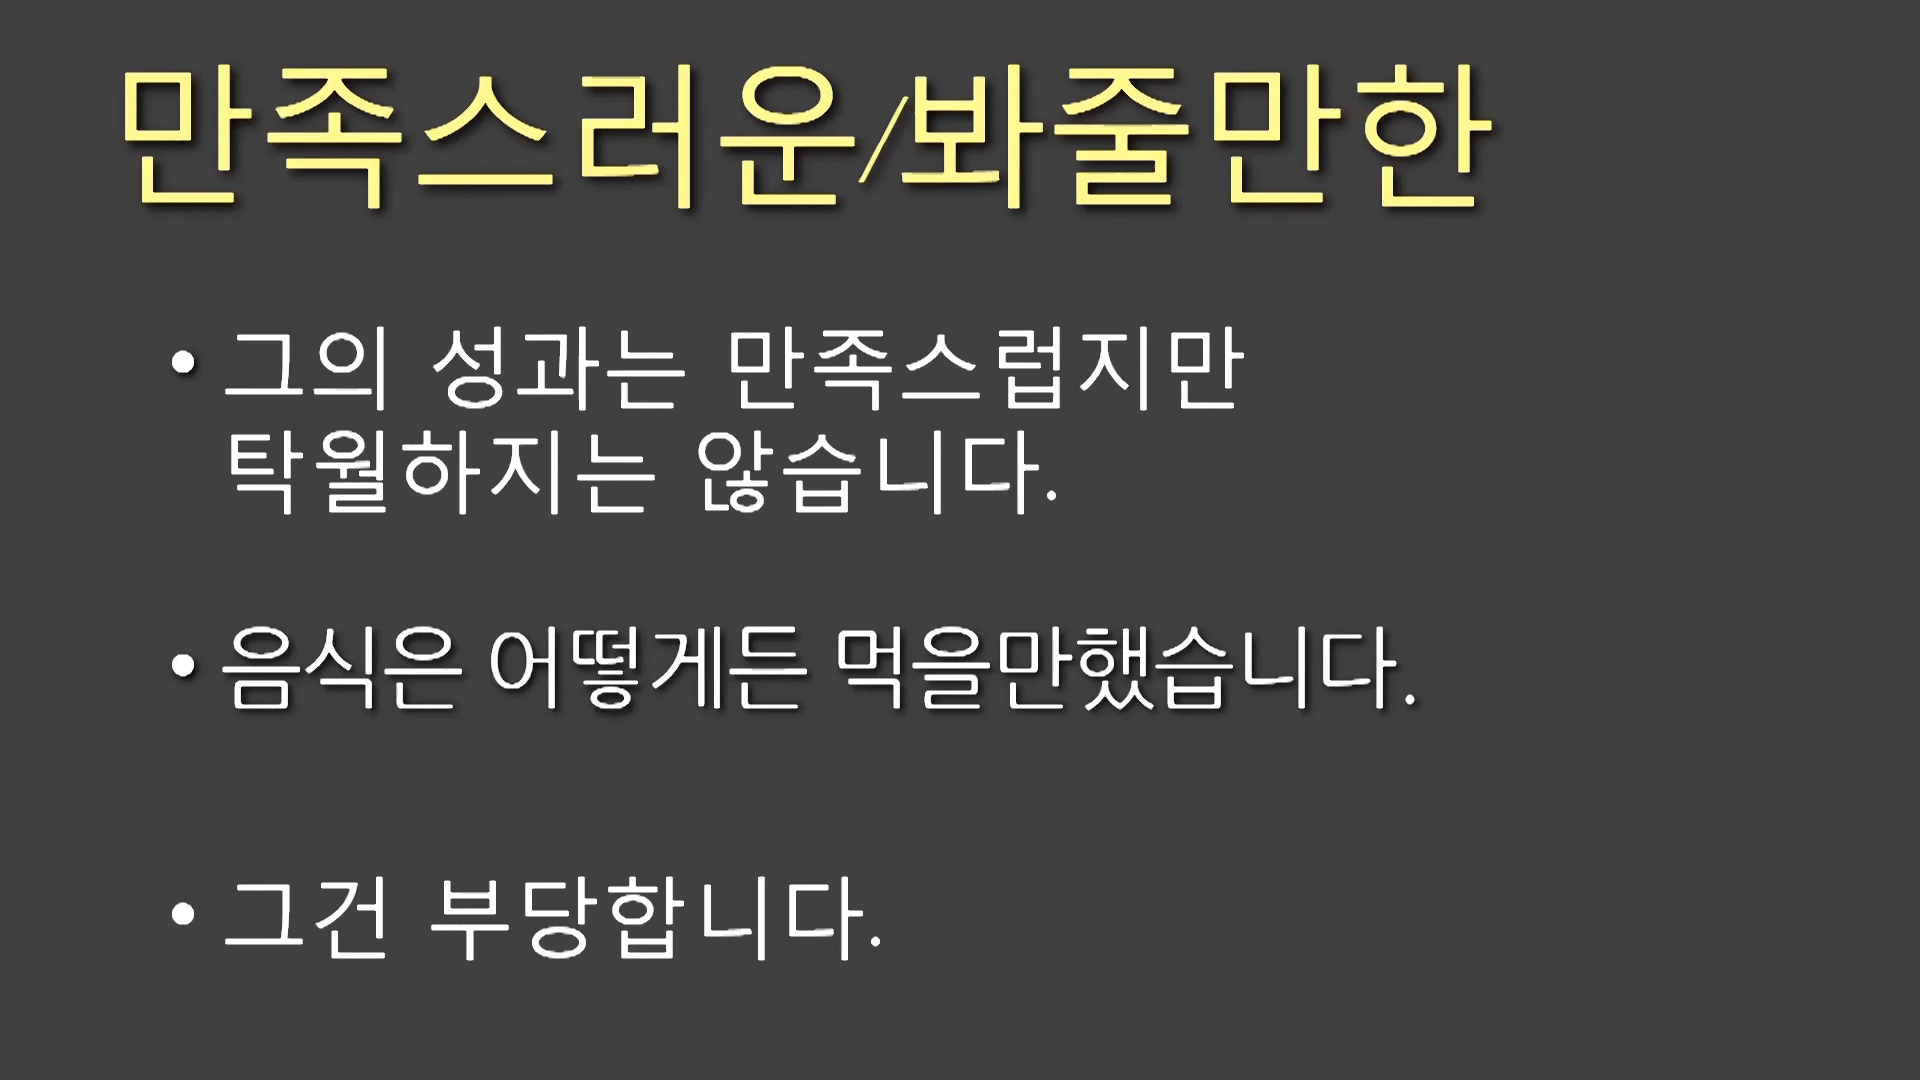 만족스러운/봐줄만한
• 그의 성과는 만족스럽지만
탁월하지는 않습니다.
• 음식은 어떻게든 먹을만했습니다.
• 그건 부당합니다.